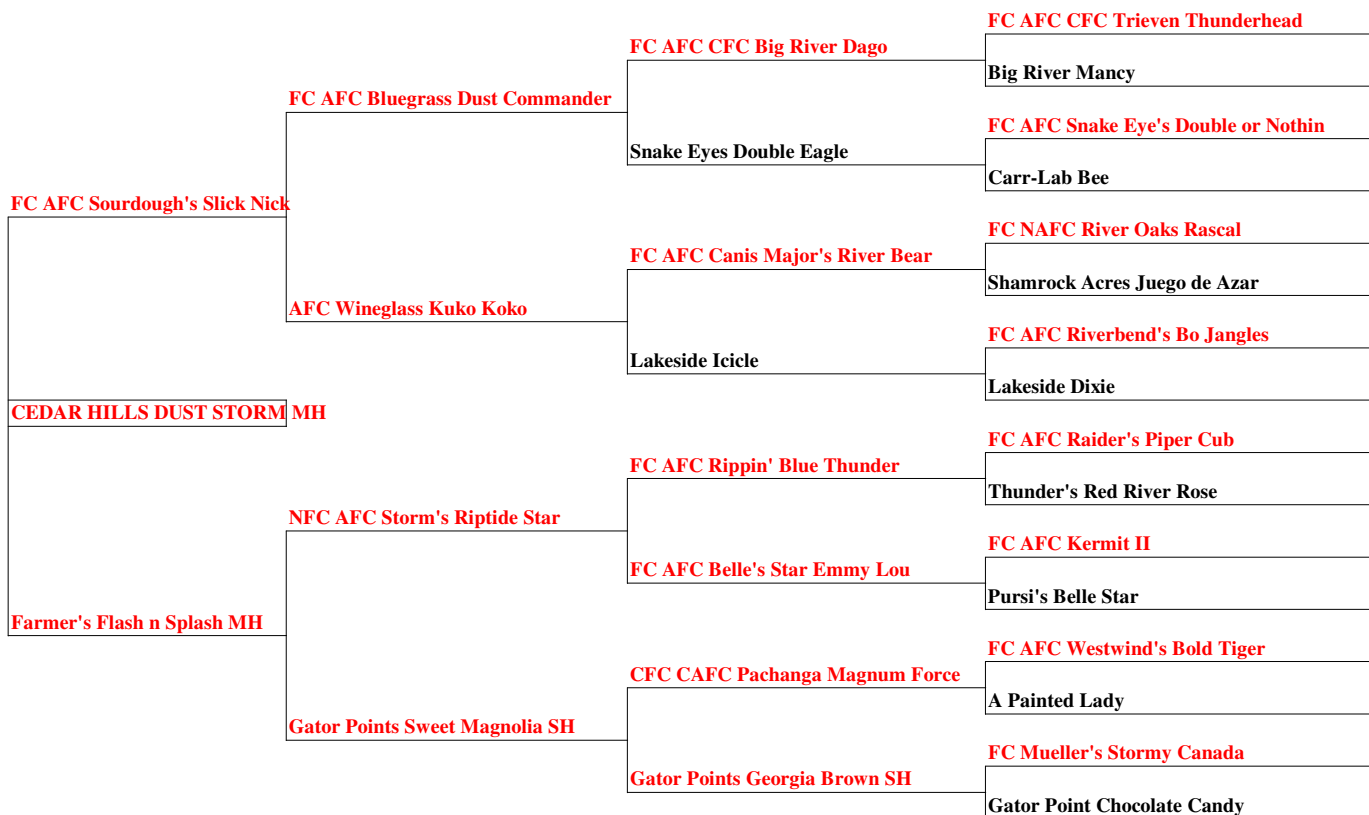 FC AFC CFC Trieven Thunderhead
FC AFC CFC Big River Dago
Big River Mancy
FC AFC Bluegrass Dust Commander
FC AFC Snake Eye's Double or Nothin
Snake Eyes Double Eagle
Carr-Lab Bee
FC AFC Sourdough's Slick Nick
FC NAFC River Oaks Rascal
FC AFC Canis Major's River Bear
Shamrock Acres Juego de Azar
AFC Wineglass Kuko Koko
FC AFC Riverbend's Bo Jangles
Lakeside Icicle
Lakeside Dixie
CEDAR HILLS DUST STORM MH
FC AFC Raider's Piper Cub
FC AFC Rippin' Blue Thunder
Thunder's Red River Rose
NFC AFC Storm's Riptide Star
FC AFC Kermit II
FC AFC Belle's Star Emmy Lou
Pursi's Belle Star
Farmer's Flash n Splash MH
FC AFC Westwind's Bold Tiger
CFC CAFC Pachanga Magnum Force
A Painted Lady
Gator Points Sweet Magnolia SH
FC Mueller's Stormy Canada
Gator Points Georgia Brown SH
Gator Point Chocolate Candy